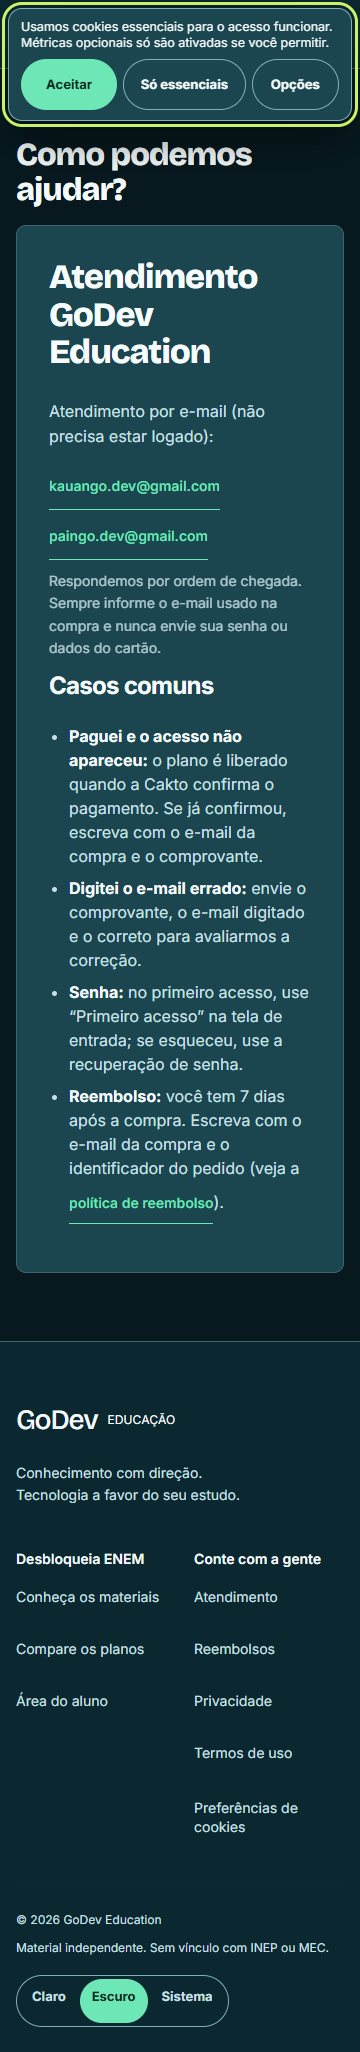 Usamos cookies essenciais para o acesso funcionar.
Métricas opcionais só são ativadas se você permitir.
Aceitar
Só essenciais
Opções
Como podemos
ajudar?
Atendimento
GoDev
Education
Atendimento por e-mail (não
precisa estar logado):
kauango.dev@gmail.com
paingo.dev@gmail.com
Respondemos por ordem de chegada.
Sempre informe o e-mail usado na
compra e nunca envie sua senha ou
dados do cartão.
Casos comuns
• Paguei e o acesso não
apareceu: o plano é liberado
quando a Cakto confirma o
pagamento. Se já confirmou,
escreva com o e-mail da
compra e o comprovante.
• Digitei o e-mail errado: envie o
comprovante, o e-mail digitado
e o correto para avaliarmos a
correção.
• Senha: no primeiro acesso, use
“Primeiro acesso” na tela de
entrada; se esqueceu, use a
recuperação de senha.
• Reembolso: você tem 7 dias
após a compra. Escreva com o
e-mail da compra e o
identificador do pedido (veja a
política de reembolso).
GoDev EDUCAÇÃO
Conhecimento com direção.
Tecnologia a favor do seu estudo.
Desbloqueia ENEM
Conheça os materiais
Compare os planos
Área do aluno
Conte com a gente
Atendimento
Reembolsos
Privacidade
Termos de uso
Preferências de
cookies
© 2026 GoDev Education
Material independente. Sem vínculo com INEP ou MEC.
Claro
Escuro
Sistema